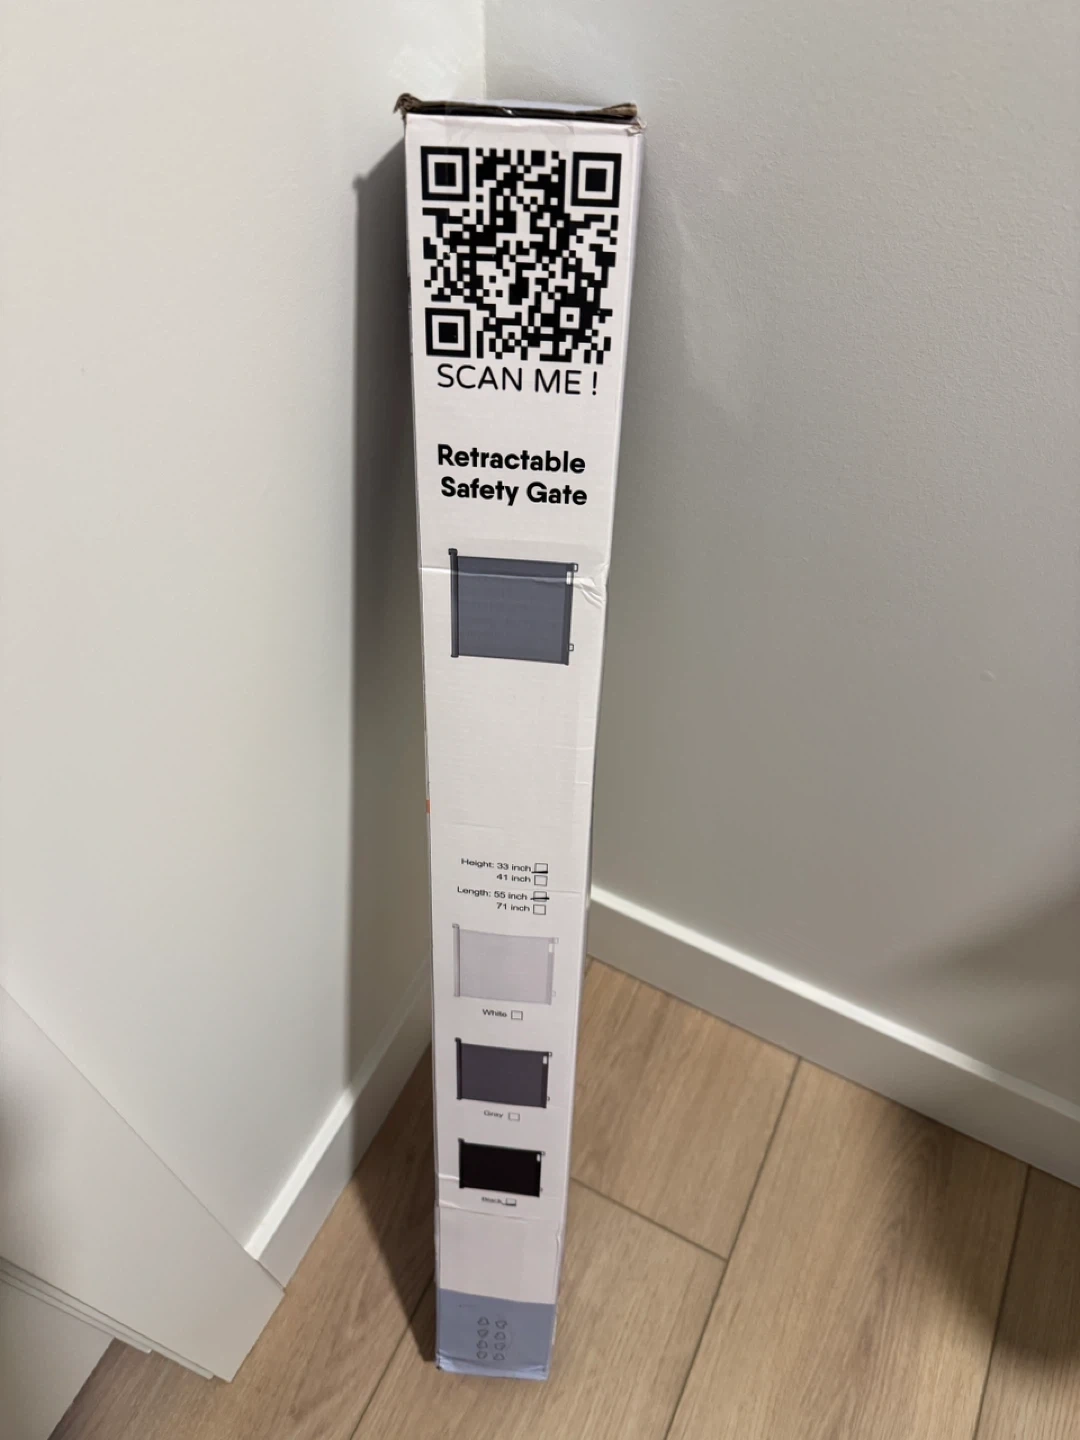 SCAN ME !
Retractable
Safety Gate
Height: 33 inch
41 inch
Length: 55 inch
71 inch
White
Gray
Black